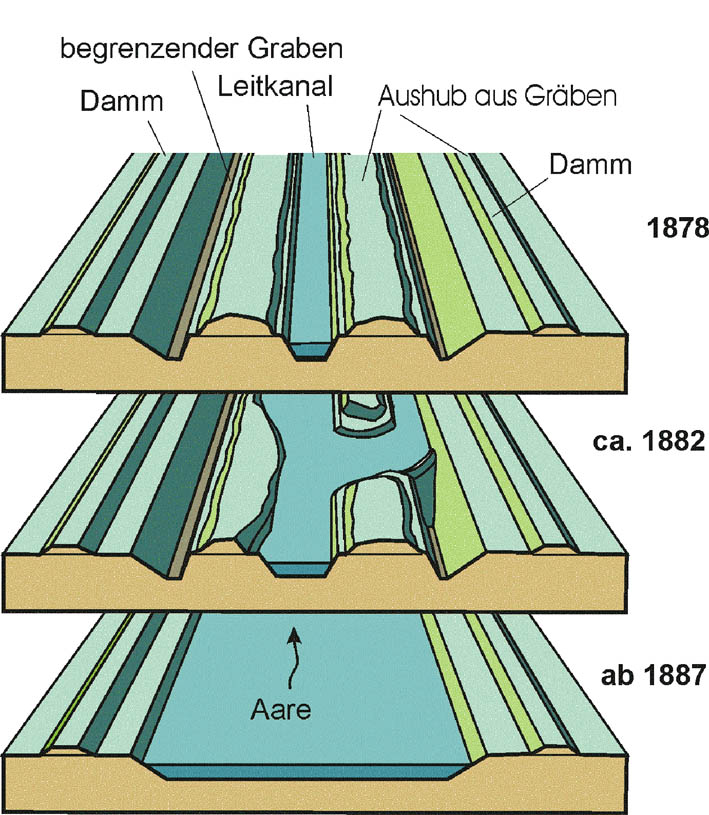 begrenzender Graben
Leitkanal
Damm
Aushub aus Gräben
Damm
1878
ca. 1882
ab 1887
Aare